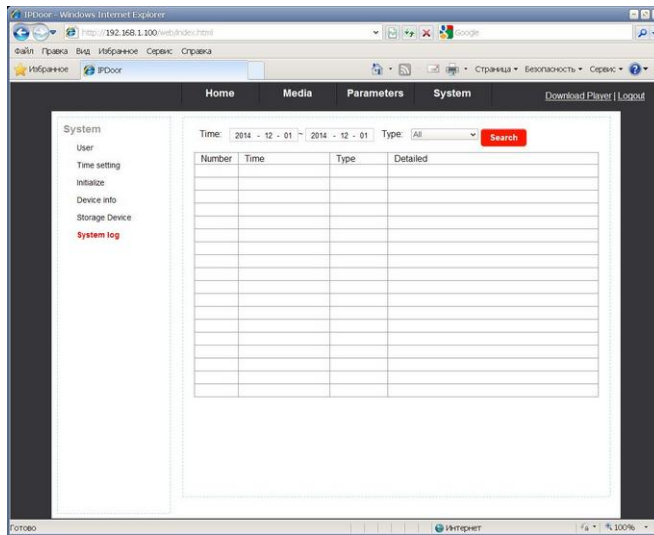 IPDoor - Windows Internet Explorer
http://192.168.1.100/web/index.html
Google
Файл Правка Вид Избранное Сервис Справка
Избранное IPDoor Страница Безопасность Сервис
Home Media Parameters System Download Player | Logout
System
User
Time setting
Initialize
Device info
Storage Device
System log
Time: 2014 - 12 - 01 ~ 2014 - 12 - 01 Type: All Search
Number Time Type Detailed
Готово Интернет 100%